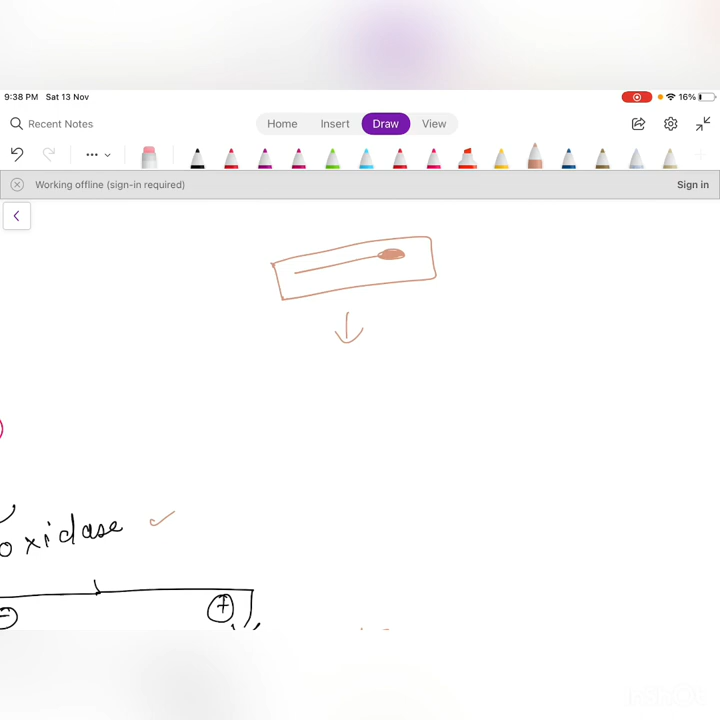 9:38 PM Sat 13 Nov 16%
Recent Notes Home Insert Draw View
Working offline (sign-in required) Sign in
oxidase